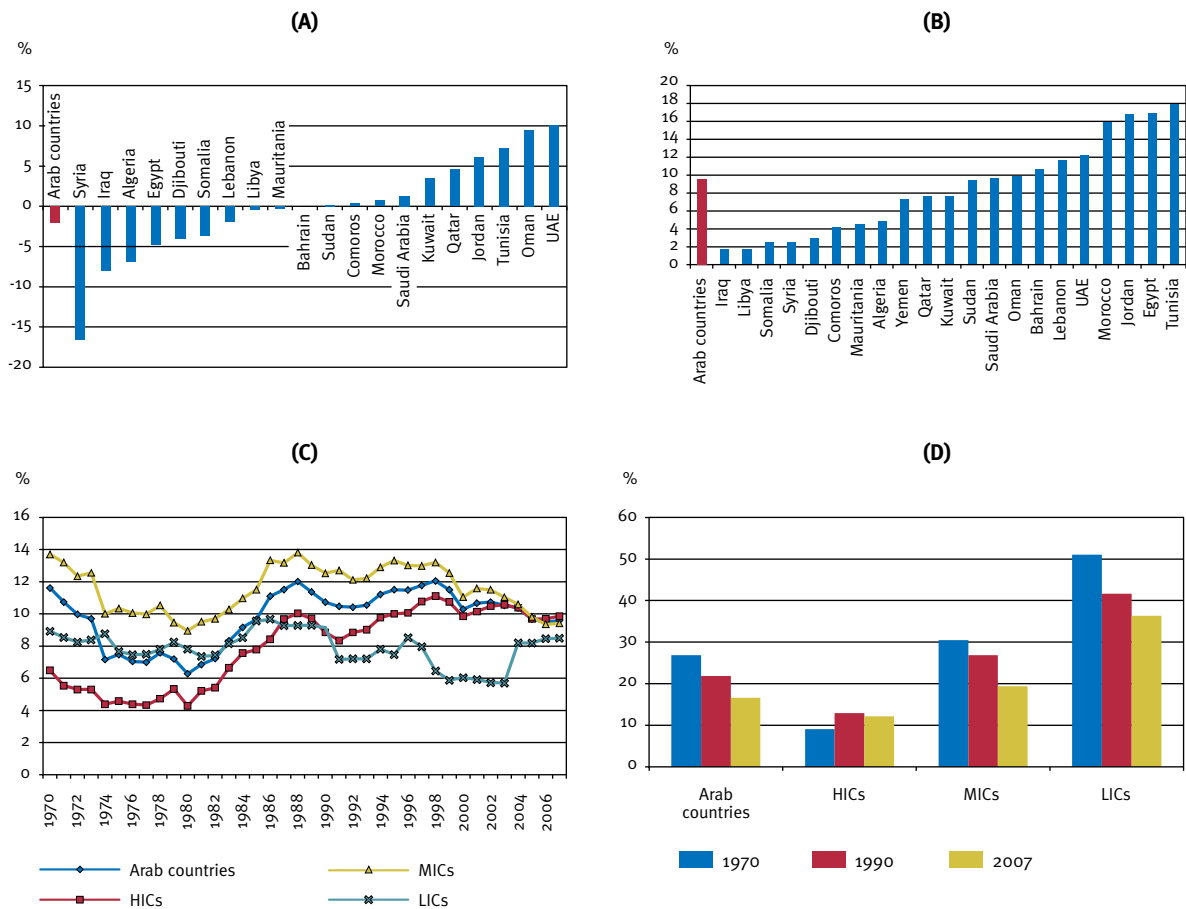 (A)
%
15
10
5
0
-5
-10
-15
-20
Arab countries
Syria
Iraq
Algeria
Egypt
Djibouti
Somalia
Lebanon
Libya
Mauritania
Bahrain
Sudan
Comoros
Morocco
Saudi Arabia
Kuwait
Qatar
Jordan
Tunisia
Oman
UAE
(B)
%
20
18
16
14
12
10
8
6
4
2
0
Arab countries
Iraq
Libya
Somalia
Syria
Djibouti
Comoros
Mauritania
Algeria
Yemen
Qatar
Kuwait
Sudan
Saudi Arabia
Oman
Bahrain
Lebanon
UAE
Morocco
Jordan
Egypt
Tunisia
(C)
%
16
14
12
10
8
6
4
2
0
1970
1972
1974
1976
1978
1980
1982
1984
1986
1988
1990
1992
1994
1996
1998
2000
2002
2004
2006
Arab countries
MICs
HICs
LICs
(D)
%
60
50
40
30
20
10
0
Arab
countries
HICs
MICs
LICs
1970
1990
2007